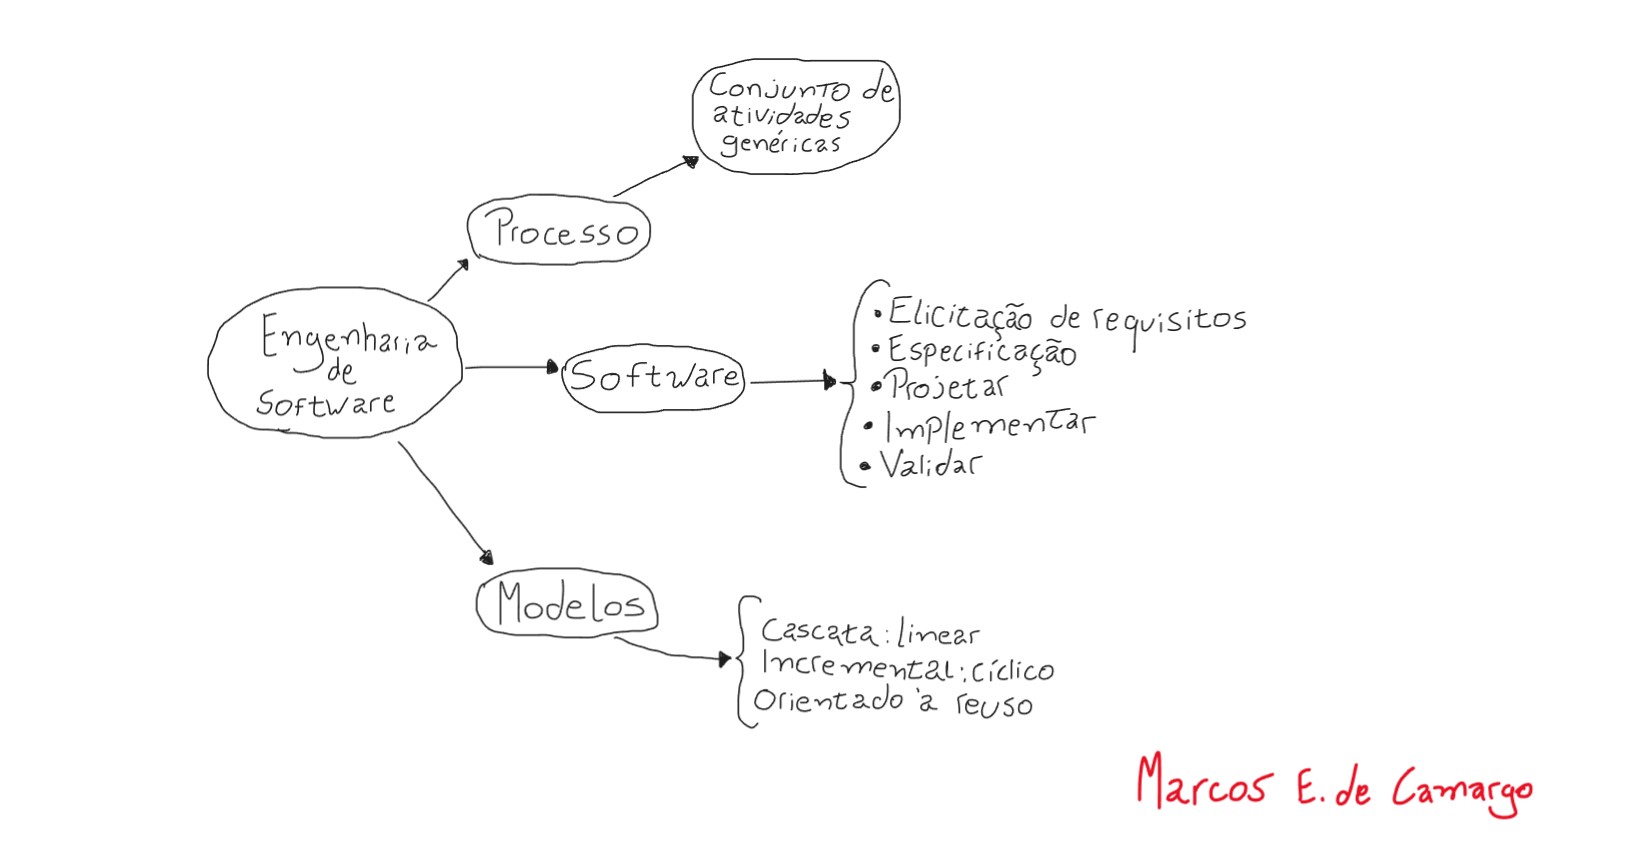 Conjunto de
atividades
genéricas
Processo
Engenharia
de
Software
Software
• Elicitação de requisitos
• Especificação
• Projetar
• Implementar
• Validar
Modelos
Cascata: linear
Incremental: cíclico
Orientado à reuso
Marcos E. de Camargo